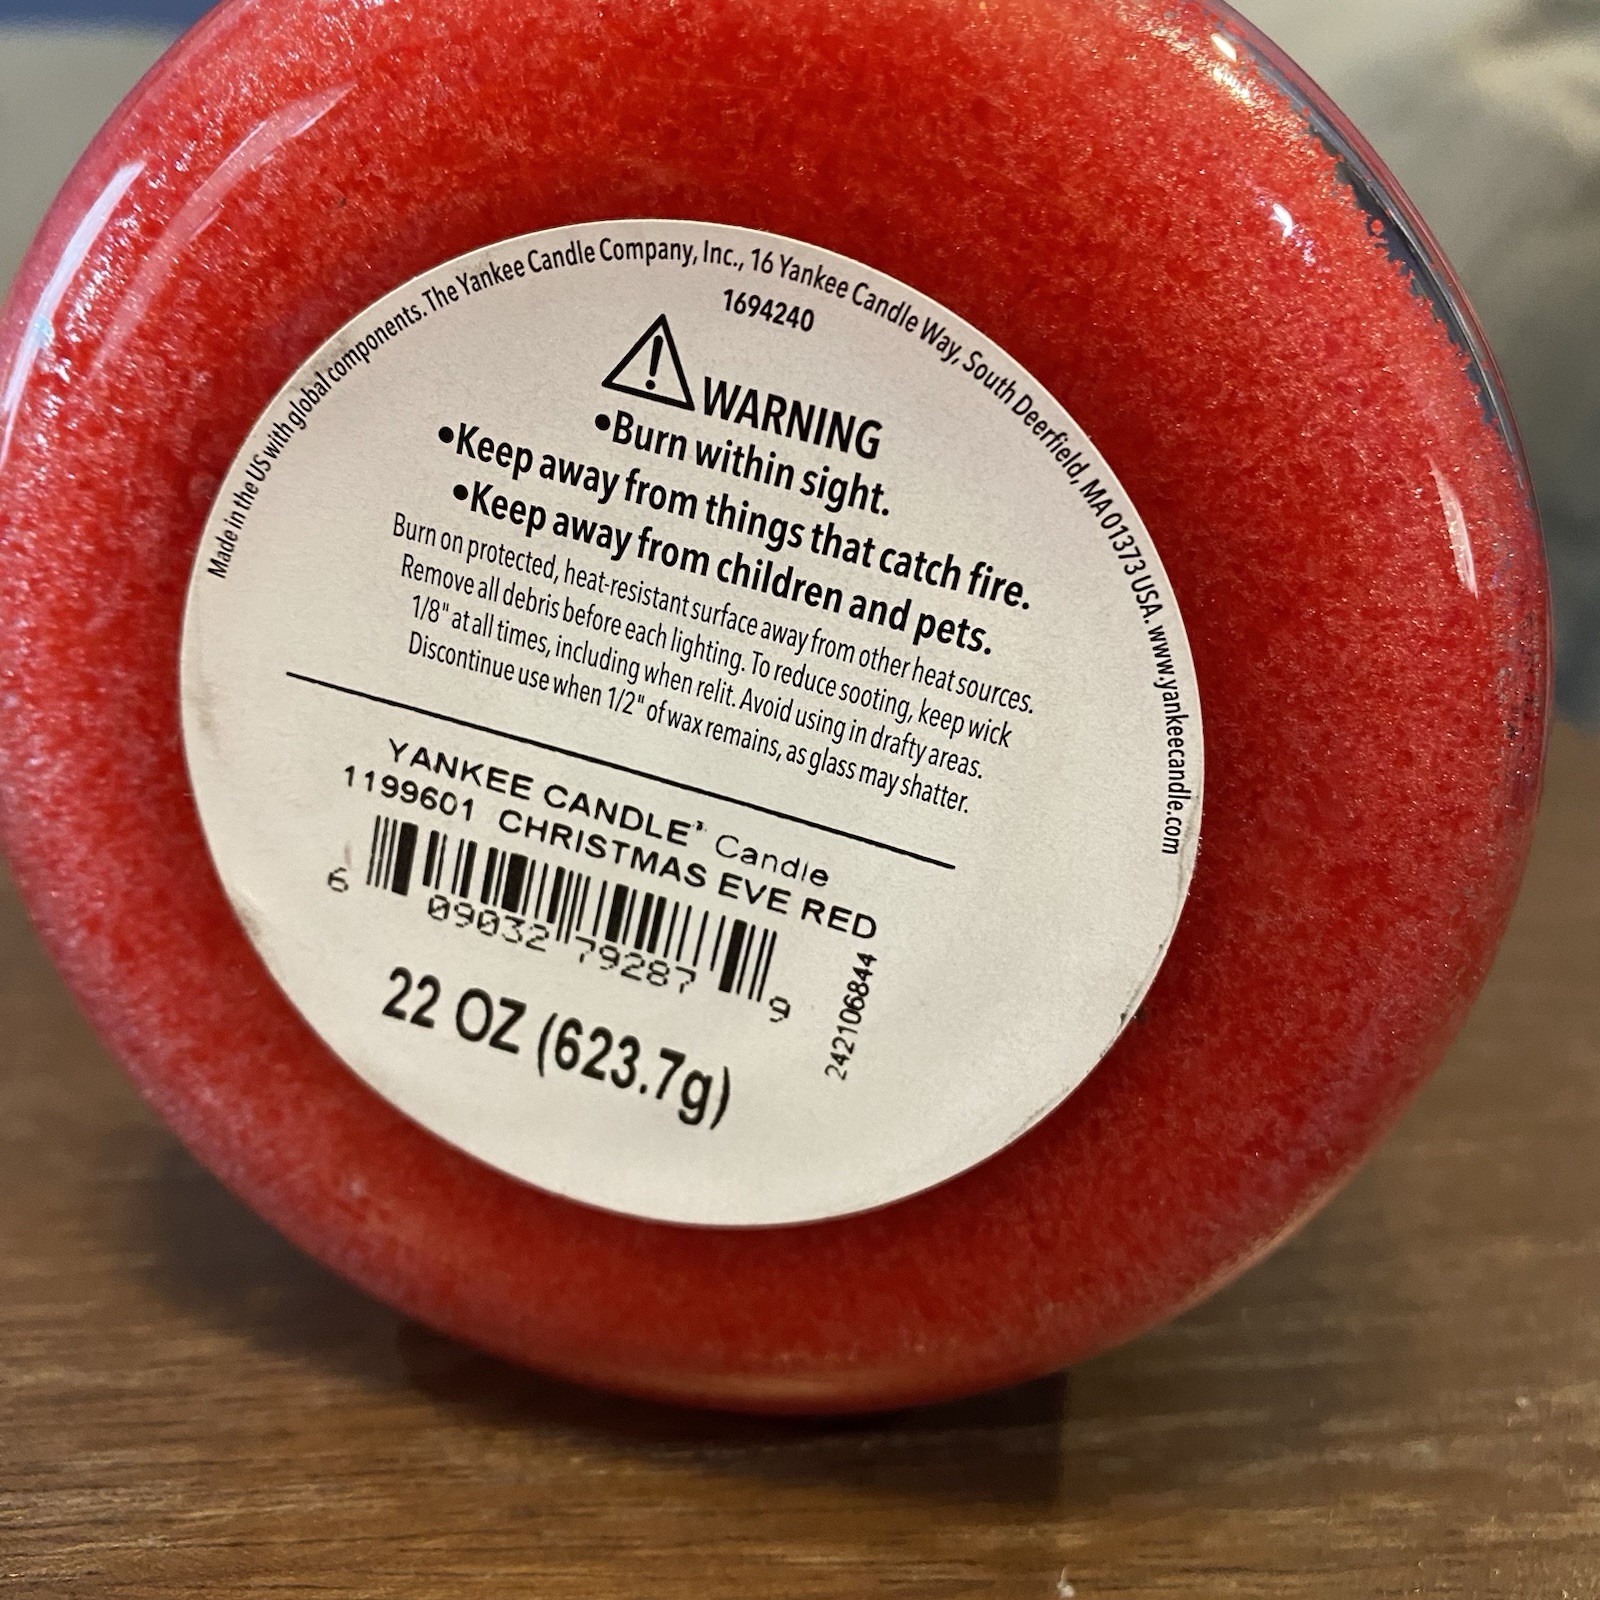 Made in the US with global components. The Yankee Candle Company, Inc., 16 Yankee Candle Way, South Deerfield, MA 01373 USA. www.yankeecandle.com
1694240
WARNING
•Burn within sight.
•Keep away from things that catch fire.
•Keep away from children and pets.
Burn on protected, heat-resistant surface away from other heat sources.
Remove all debris before each lighting. To reduce sooting, keep wick
1/8" at all times, including when relit. Avoid using in drafty areas.
Discontinue use when 1/2" of wax remains, as glass may shatter.
YANKEE CANDLE® Candle
1199601 CHRISTMAS EVE RED
6 09032 79287 9
242106844
22 OZ (623.7g)